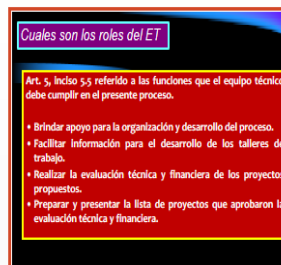 Cuales son los roles del ET
Art. 5, inciso 5.5 referido a las funciones que el equipo técnico
debe cumplir en el presente proceso.
• Brindar apoyo para la organización y desarrollo del proceso.
• Facilitar información para el desarrollo de los talleres de
trabajo.
• Realizar la evaluación técnica y financiera de los proyectos
propuestos.
• Preparar y presentar la lista de proyectos que aprobaron la
evaluación técnica y financiera.